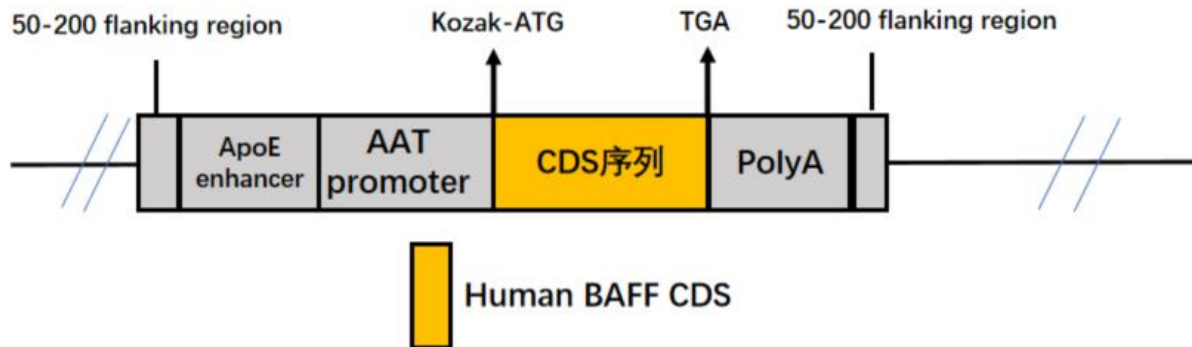 50-200 flanking region
Kozak-ATG
TGA
50-200 flanking region
ApoE
enhancer
AAT
promoter
CDS序列
PolyA
Human BAFF CDS